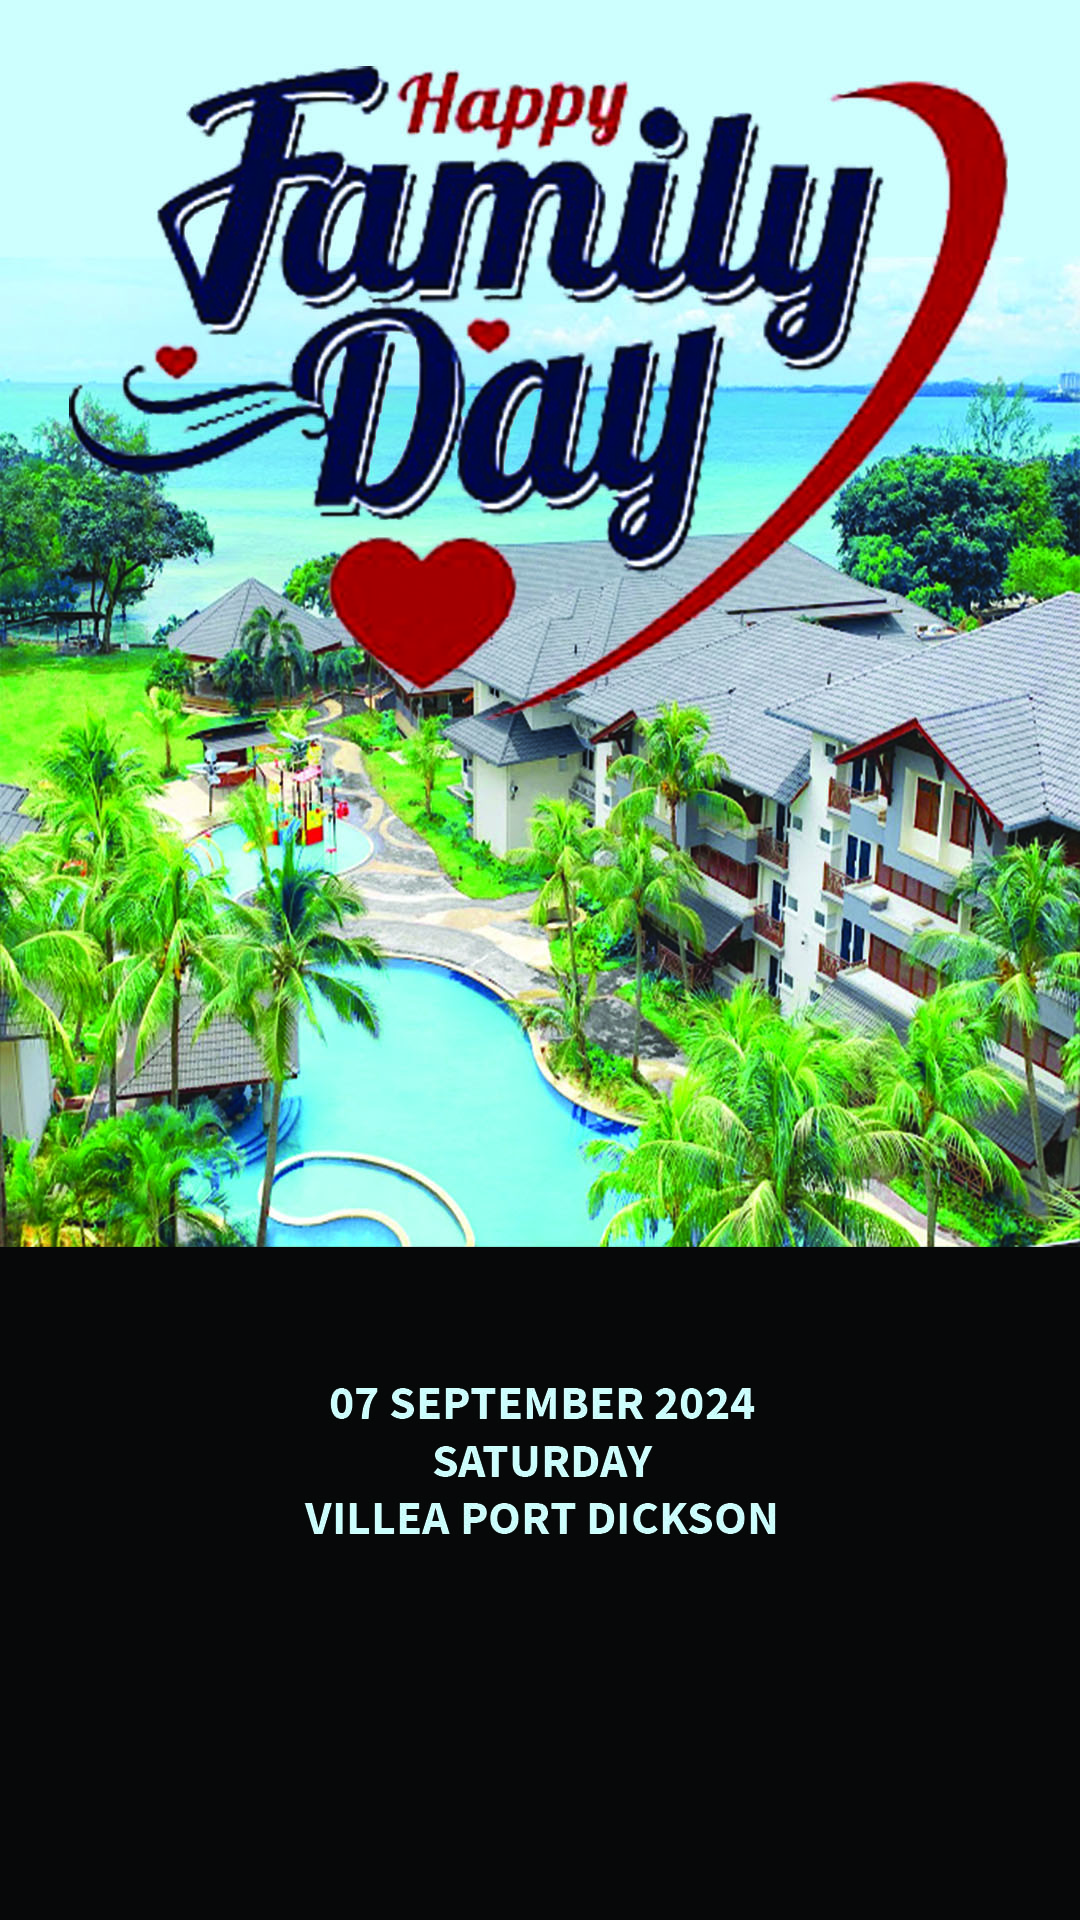 Happy
Family
Day
07 SEPTEMBER 2024
SATURDAY
VILLEA PORT DICKSON